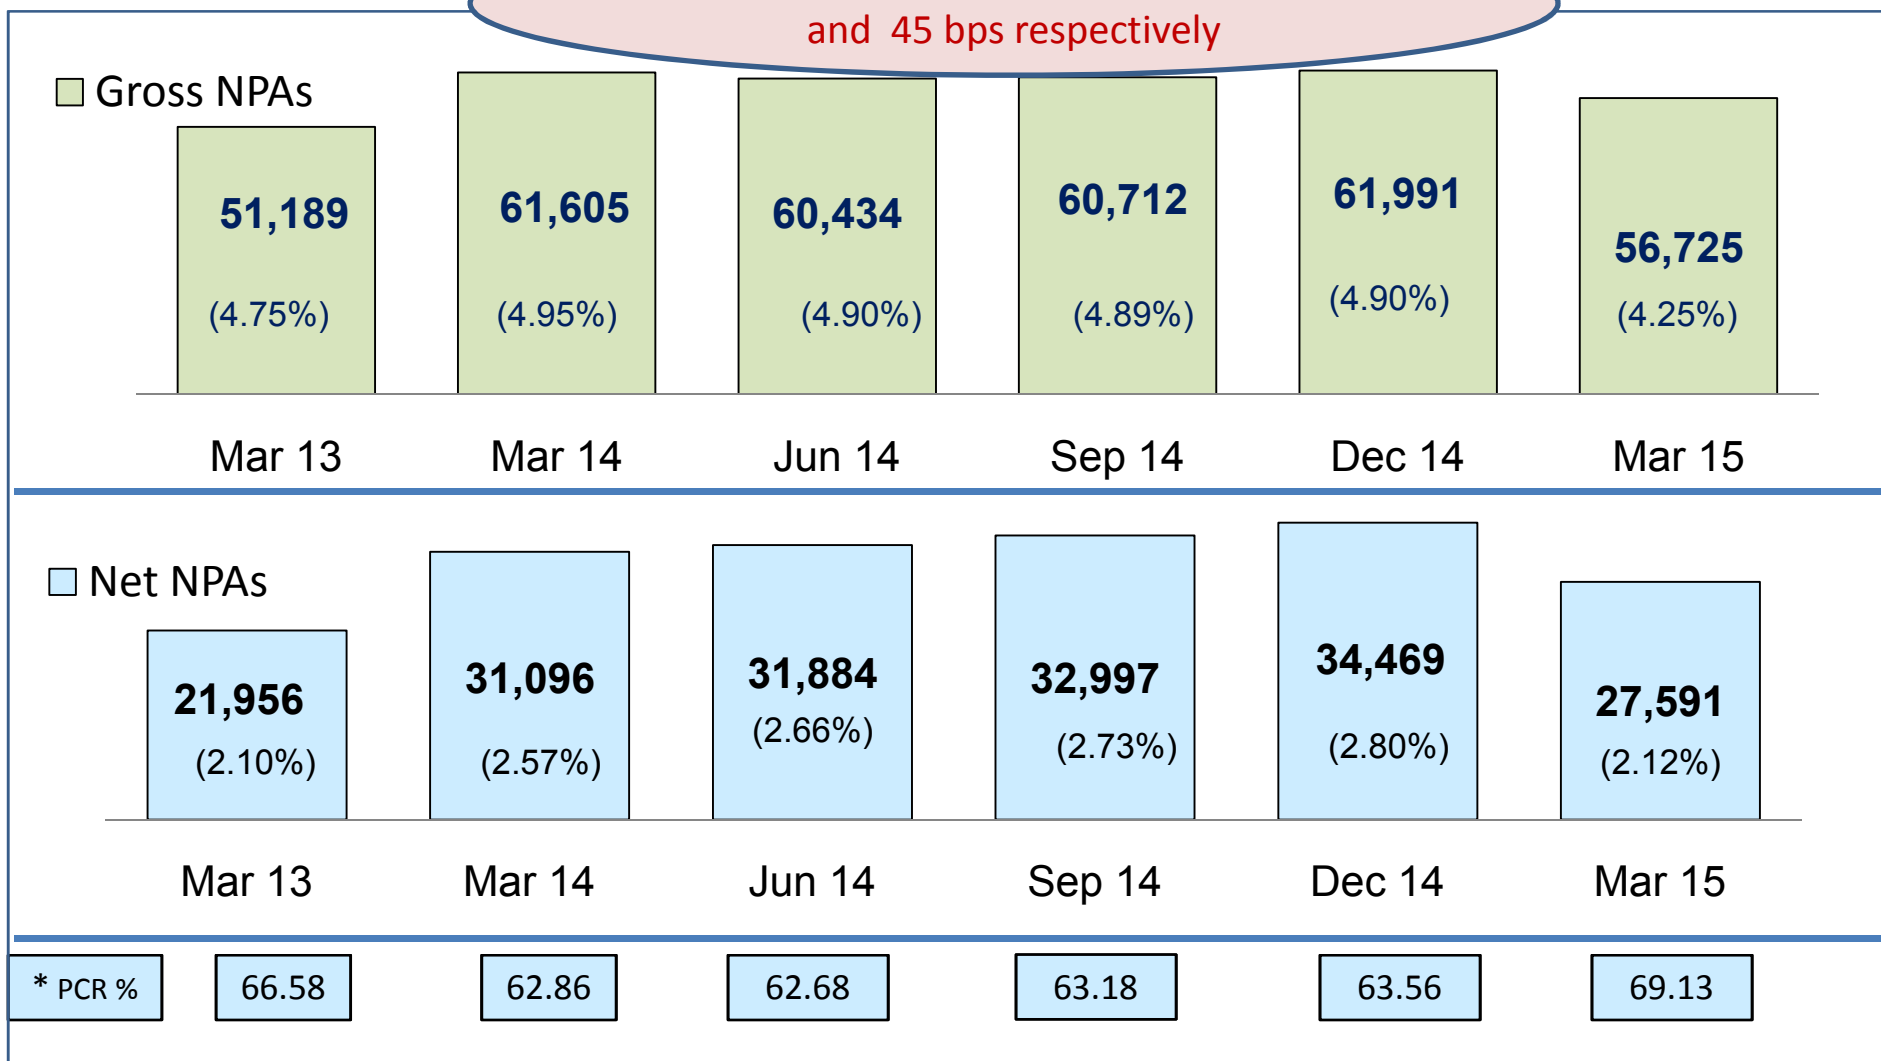 and 45 bps respectively
Gross NPAs
51,189 61,605 60,434 60,712 61,991 56,725
(4.75%) (4.95%) (4.90%) (4.89%) (4.90%) (4.25%)
Mar 13 Mar 14 Jun 14 Sep 14 Dec 14 Mar 15
Net NPAs
21,956 31,096 31,884 32,997 34,469 27,591
(2.10%) (2.57%) (2.66%) (2.73%) (2.80%) (2.12%)
Mar 13 Mar 14 Jun 14 Sep 14 Dec 14 Mar 15
* PCR % 66.58 62.86 62.68 63.18 63.56 69.13